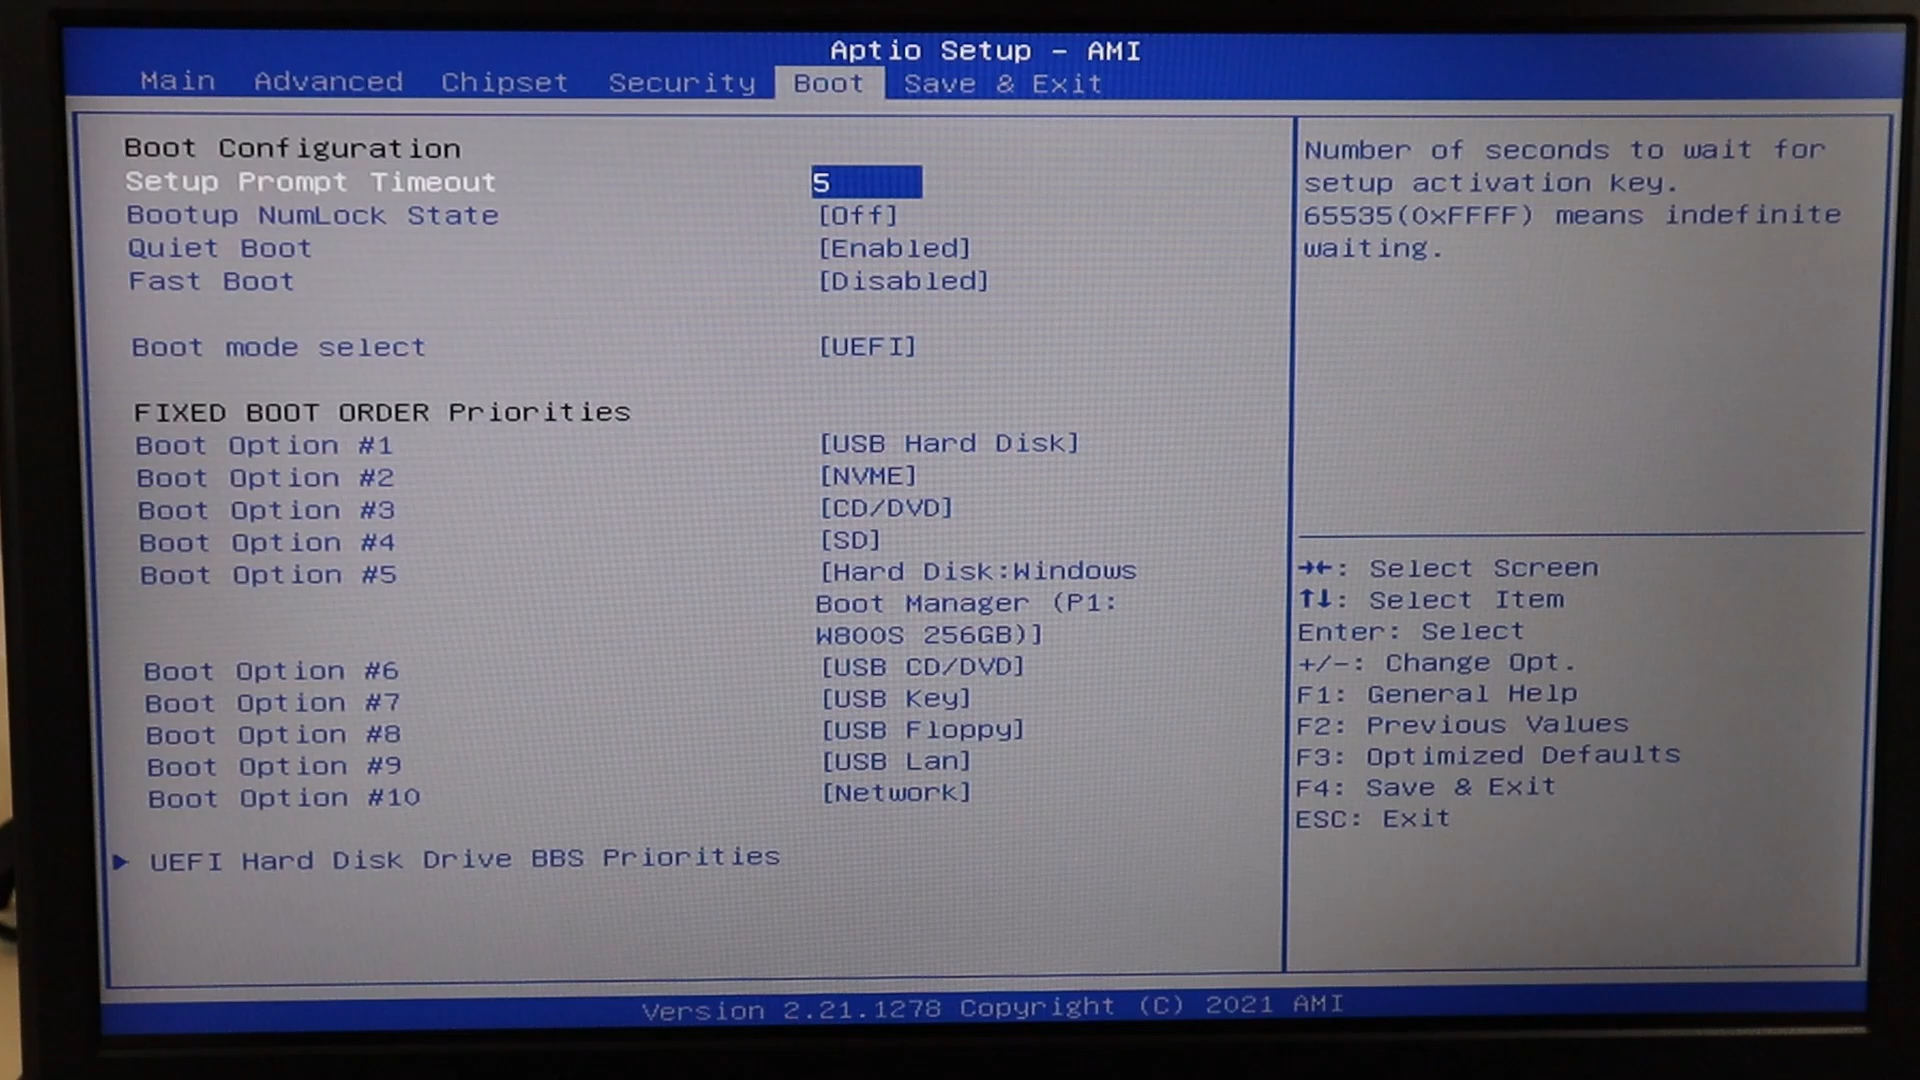 Aptio Setup – AMI
Main Advanced Chipset Security Boot Save & Exit
Boot Configuration
Setup Prompt Timeout 5
Bootup NumLock State [Off]
Quiet Boot [Enabled]
Fast Boot [Disabled]
Boot mode select [UEFI]
FIXED BOOT ORDER Priorities
Boot Option #1 [USB Hard Disk]
Boot Option #2 [NVME]
Boot Option #3 [CD/DVD]
Boot Option #4 [SD]
Boot Option #5 [Hard Disk:Windows
Boot Manager (P1:
W800S 256GB)]
Boot Option #6 [USB CD/DVD]
Boot Option #7 [USB Key]
Boot Option #8 [USB Floppy]
Boot Option #9 [USB Lan]
Boot Option #10 [Network]
UEFI Hard Disk Drive BBS Priorities
Number of seconds to wait for
setup activation key.
65535(0xFFFF) means indefinite
waiting.
→←: Select Screen
↑↓: Select Item
Enter: Select
+/-: Change Opt.
F1: General Help
F2: Previous Values
F3: Optimized Defaults
F4: Save & Exit
ESC: Exit
Version 2.21.1278 Copyright (C) 2021 AMI